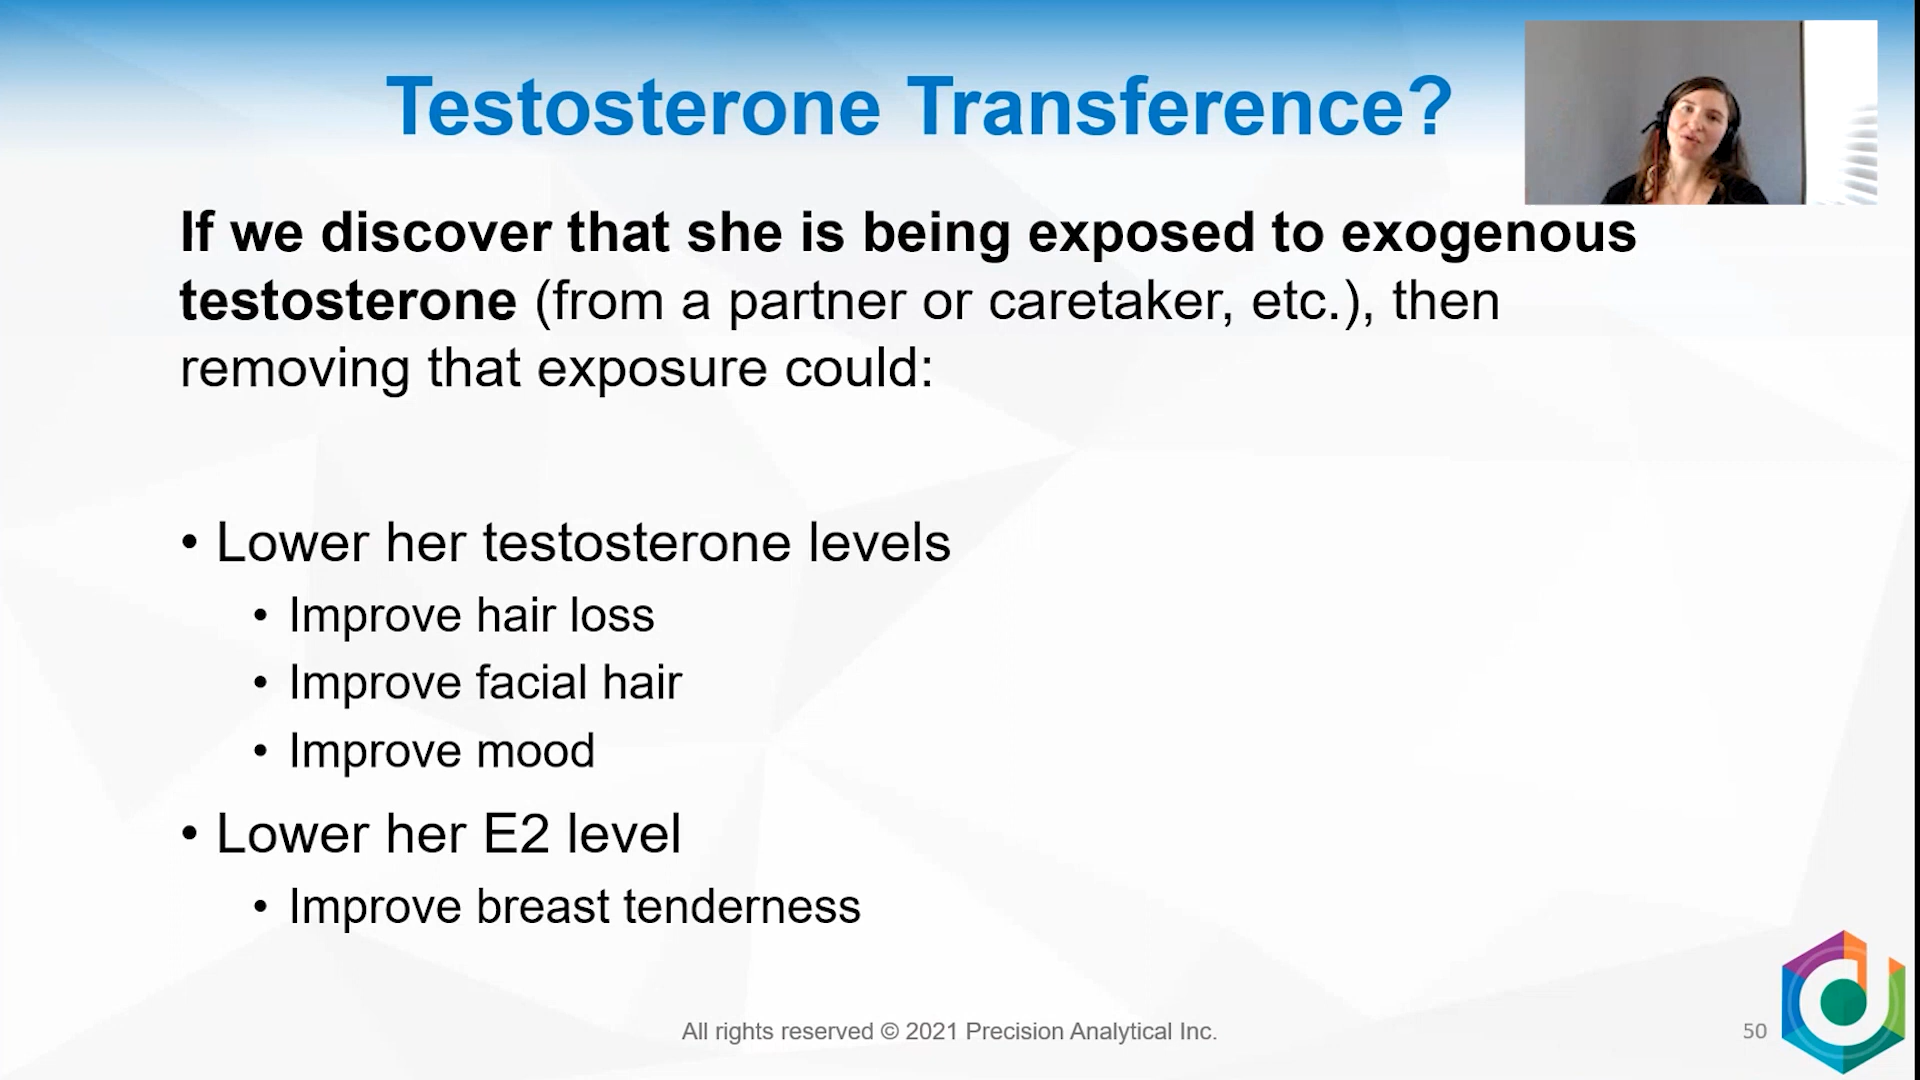 Testosterone Transference?
If we discover that she is being exposed to exogenous
testosterone (from a partner or caretaker, etc.), then
removing that exposure could:
• Lower her testosterone levels
• Improve hair loss
• Improve facial hair
• Improve mood
• Lower her E2 level
• Improve breast tenderness
All rights reserved © 2021 Precision Analytical Inc.
50